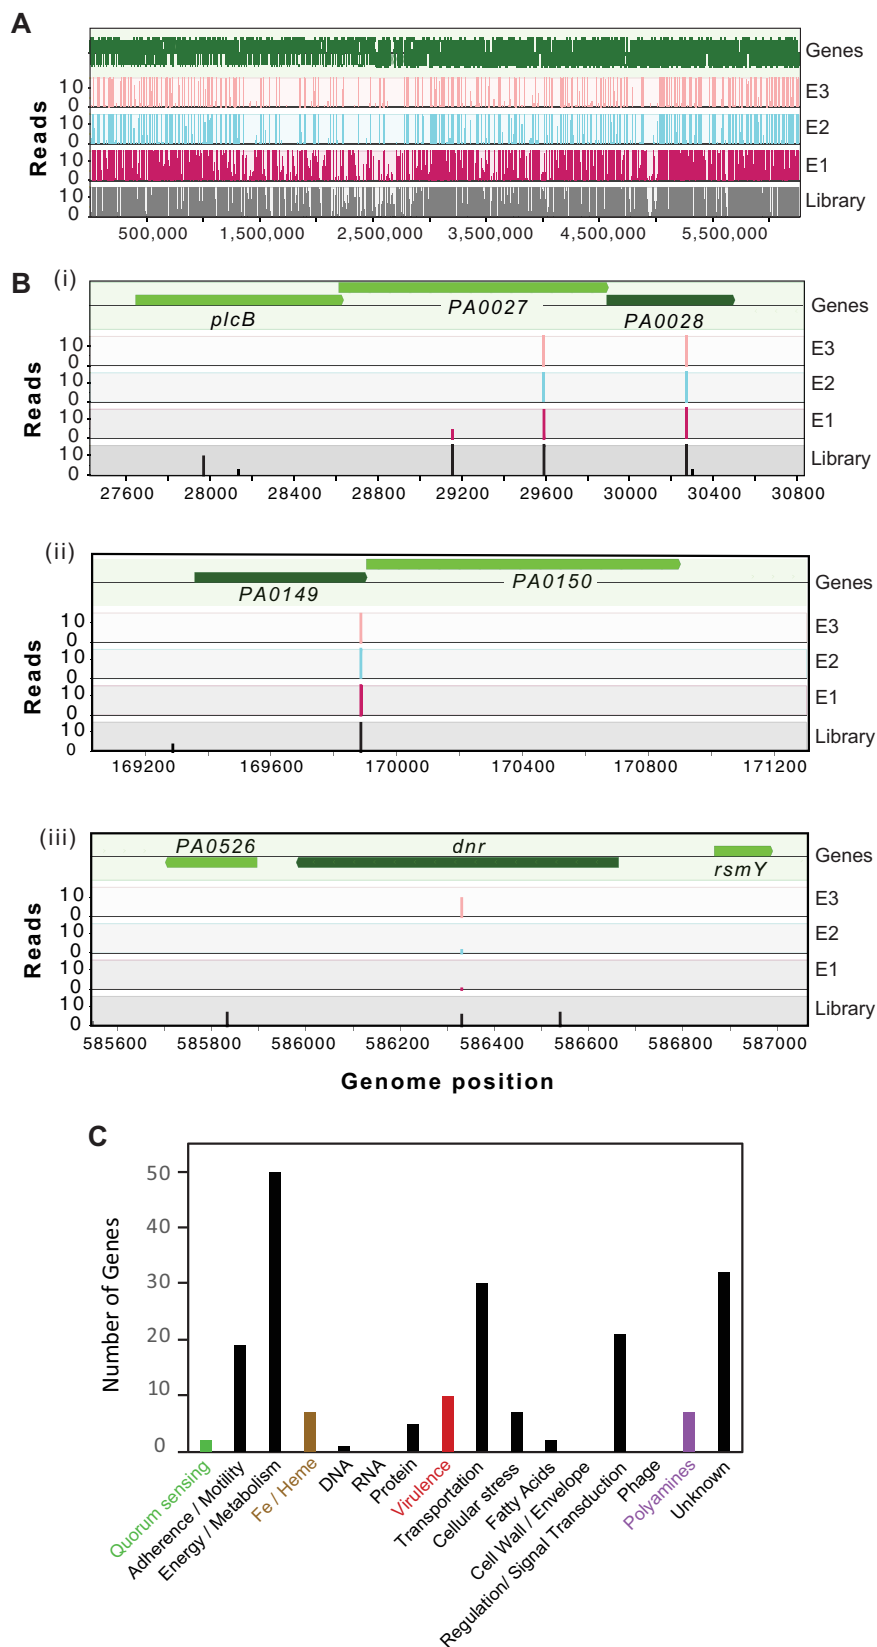 A
Genes
E3
10
0
E2
10
0
E1
10
0
Library
10
0
Reads
500,000 1,500,000 2,500,000 3,500,000 4,500,000 5,500,000
B (i)
Genes
plcB PA0027 PA0028
E3
10
0
E2
10
0
E1
10
0
Library
10
0
Reads
27600 28000 28400 28800 29200 29600 30000 30400 30800
(ii)
Genes
PA0149 PA0150
E3
10
0
E2
10
0
E1
10
0
Library
10
0
Reads
169200 169600 170000 170400 170800 171200
(iii)
PA0526 dnr rsmY
Genes
E3
10
0
E2
10
0
E1
10
0
Library
10
0
Reads
585600 585800 586000 586200 586400 586600 586800 587000
Genome position
C
50
40
30
20
10
0
Number of Genes
Quorum sensing
Adherence / Motility
Energy / Metabolism
Fe / Heme
DNA
RNA
Protein
Virulence
Transportation
Cellular stress
Fatty Acids
Cell Wall / Envelope
Regulation/ Signal Transduction
Phage
Polyamines
Unknown